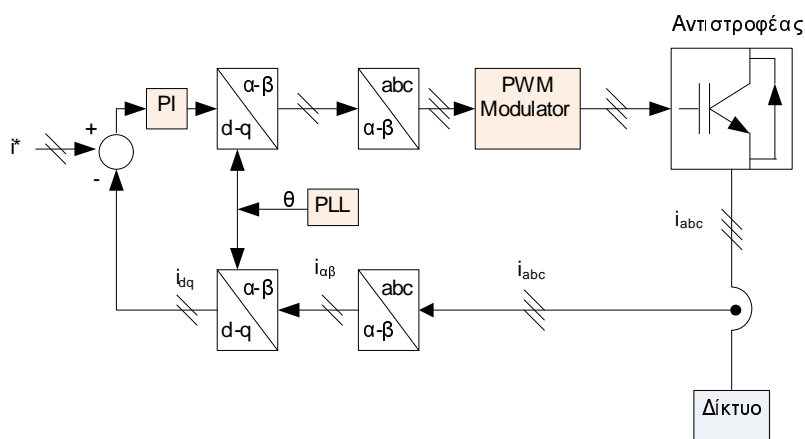 Αντιστροφέας
PI
α-β
d-q
abc
α-β
PWM
Modulator
+
i*
-
θ
PLL
iabc
idq
α-β
d-q
iαβ
abc
α-β
iabc
Δίκτυο